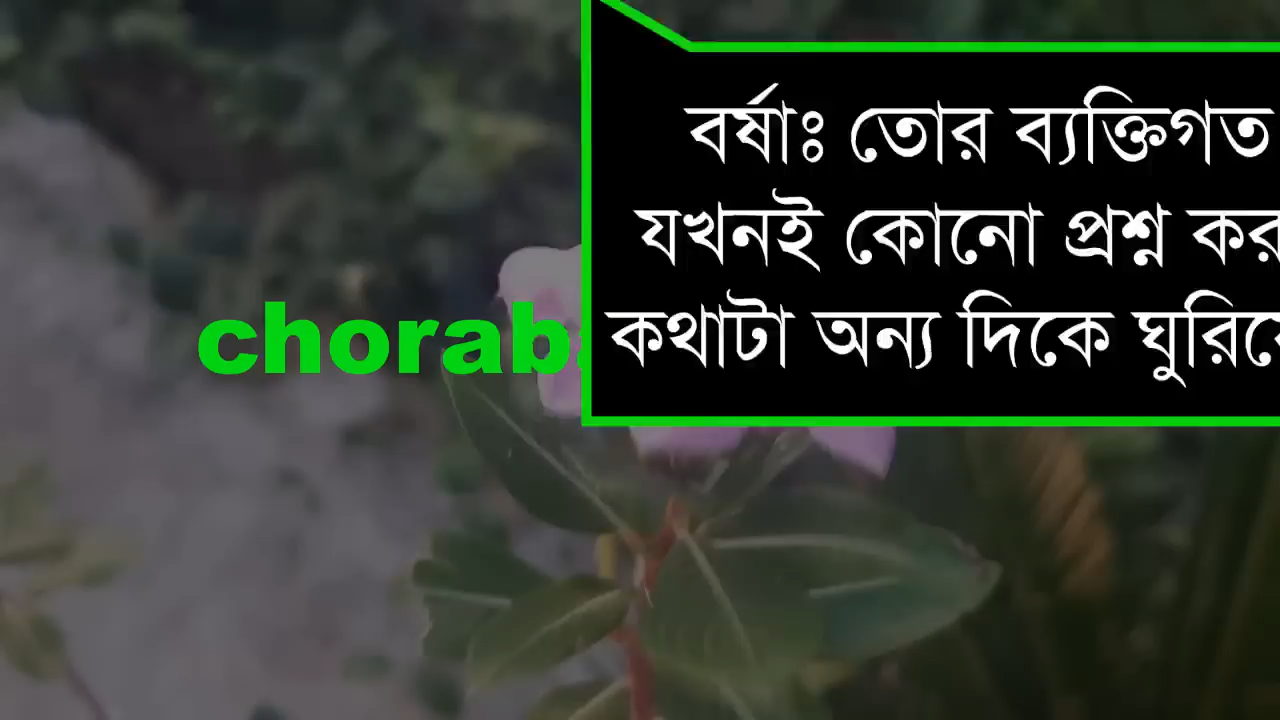 chorab
বর্ষাঃ তোর ব্যক্তিগত
যখনই কোনো প্রশ্ন কর
কথাটা অন্য দিকে